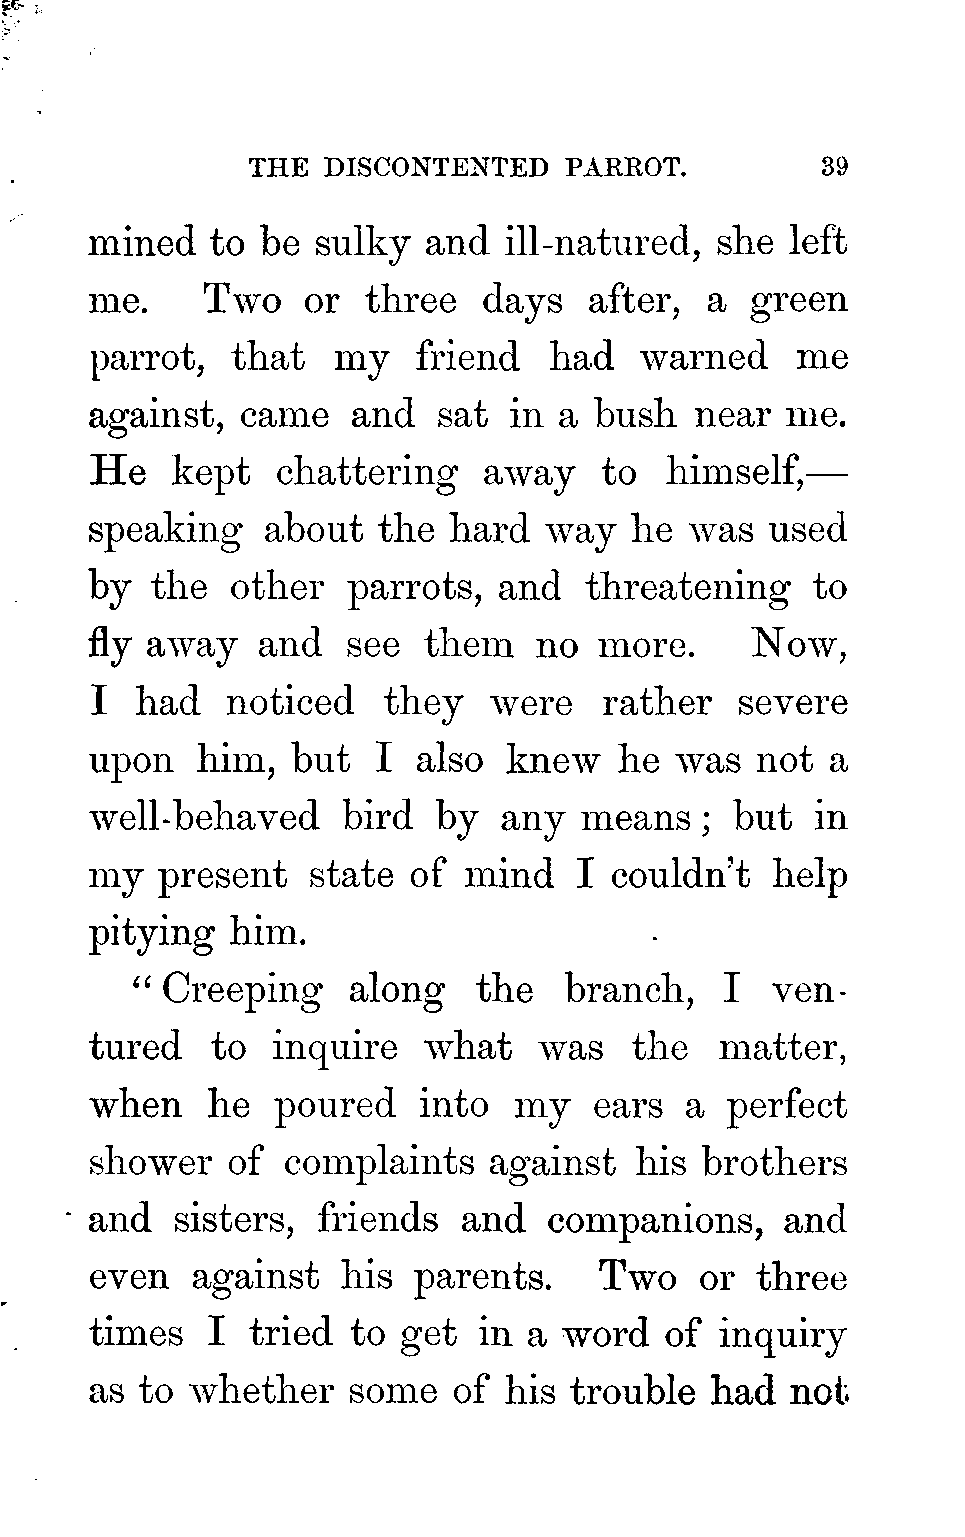 THE DISCONTENTED PARROT. 39
mined to be sulky and ill-natured, she left
me. Two or three days after, a green
parrot, that my friend had warned me
against, came and sat in a bush near me.
He kept chattering away to himself,—
speaking about the hard way he was used
by the other parrots, and threatening to
fly away and see them no more. Now,
I had noticed they were rather severe
upon him, but I also knew he was not a
well-behaved bird by any means; but in
my present state of mind I couldn't help
pitying him.
“Creeping along the branch, I ven-
tured to inquire what was the matter,
when he poured into my ears a perfect
shower of complaints against his brothers
and sisters, friends and companions, and
even against his parents. Two or three
times I tried to get in a word of inquiry
as to whether some of his trouble had not